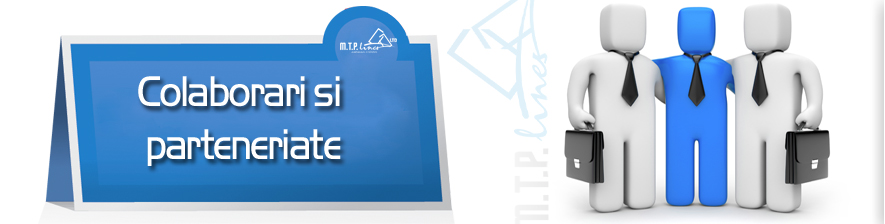 M.T.P. lines
Colaborari si
parteneriate
M.T.P. lines